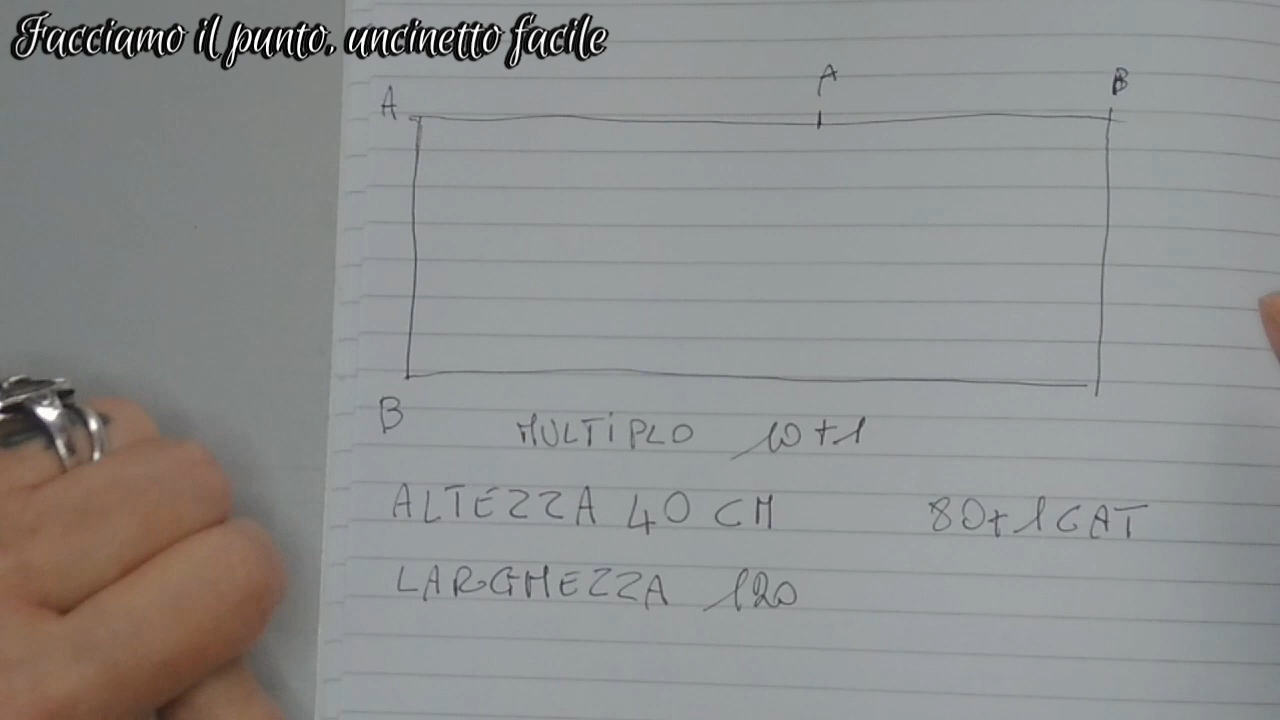 Facciamo il punto. uncinetto facile
A A B
B
MULTIPLO 10+1
ALTEZZA 40 CM 80+1 CAT
LARGHEZZA 120